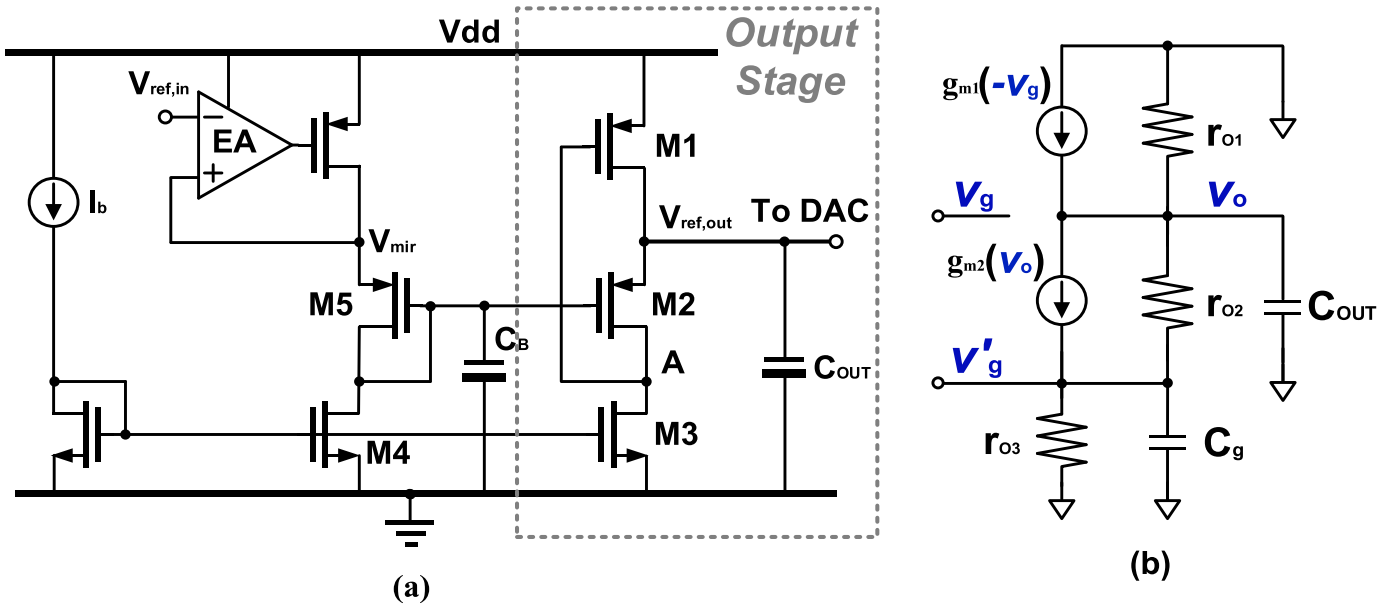 Vdd
Output
Stage
Vref,in
EA
Ib
Vmir
M5
CB
M4
M1
Vref,out
To DAC
M2
A
COUT
M3
(a)
gm1(-vg)
rO1
vg
vo
gm2(vo)
rO2
COUT
v'g
rO3
Cg
(b)